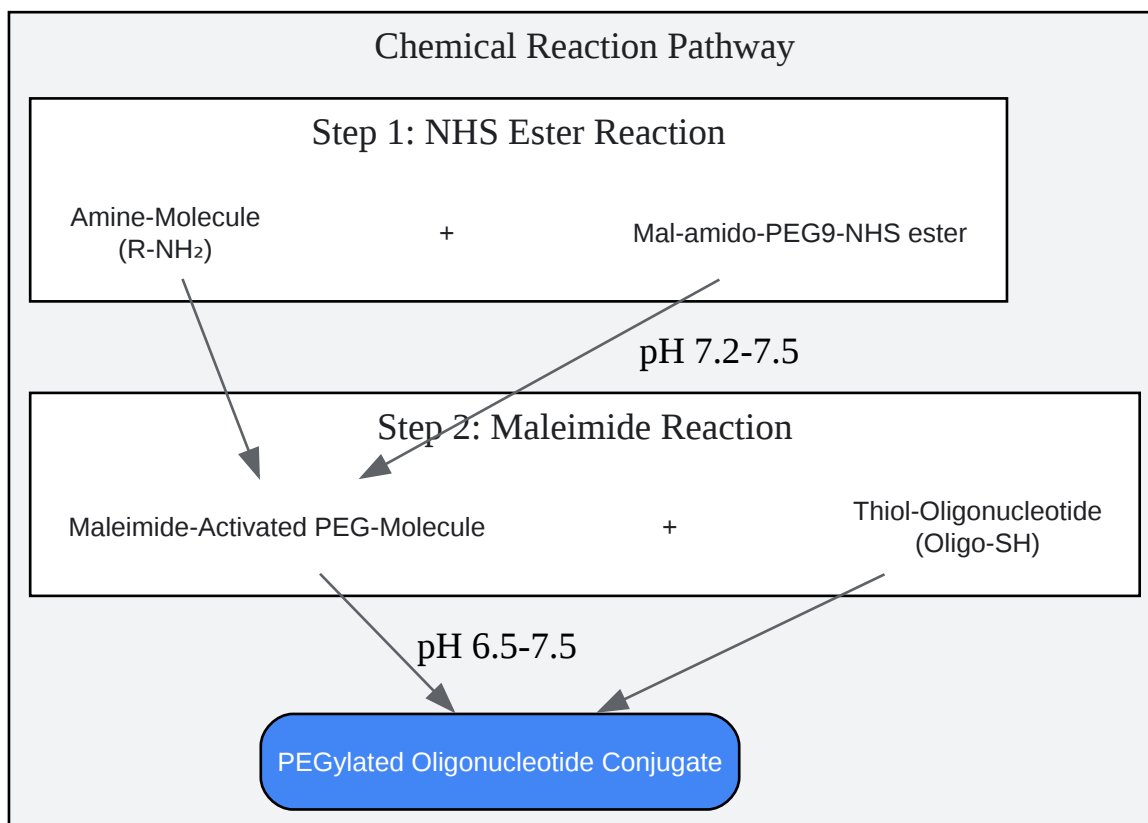 Chemical Reaction Pathway
Step 1: NHS Ester Reaction
Amine-Molecule
(R-NH₂)
+
Mal-amido-PEG9-NHS ester
pH 7.2-7.5
Step 2: Maleimide Reaction
Maleimide-Activated PEG-Molecule
+
Thiol-Oligonucleotide
(Oligo-SH)
pH 6.5-7.5
PEGylated Oligonucleotide Conjugate